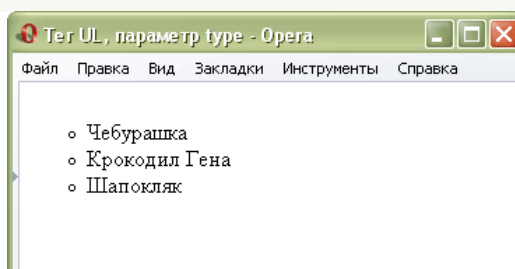 Тег UL, параметр type - Opera
Файл Правка Вид Закладки Инструменты Справка
Чебурашка
Крокодил Гена
Шапокляк